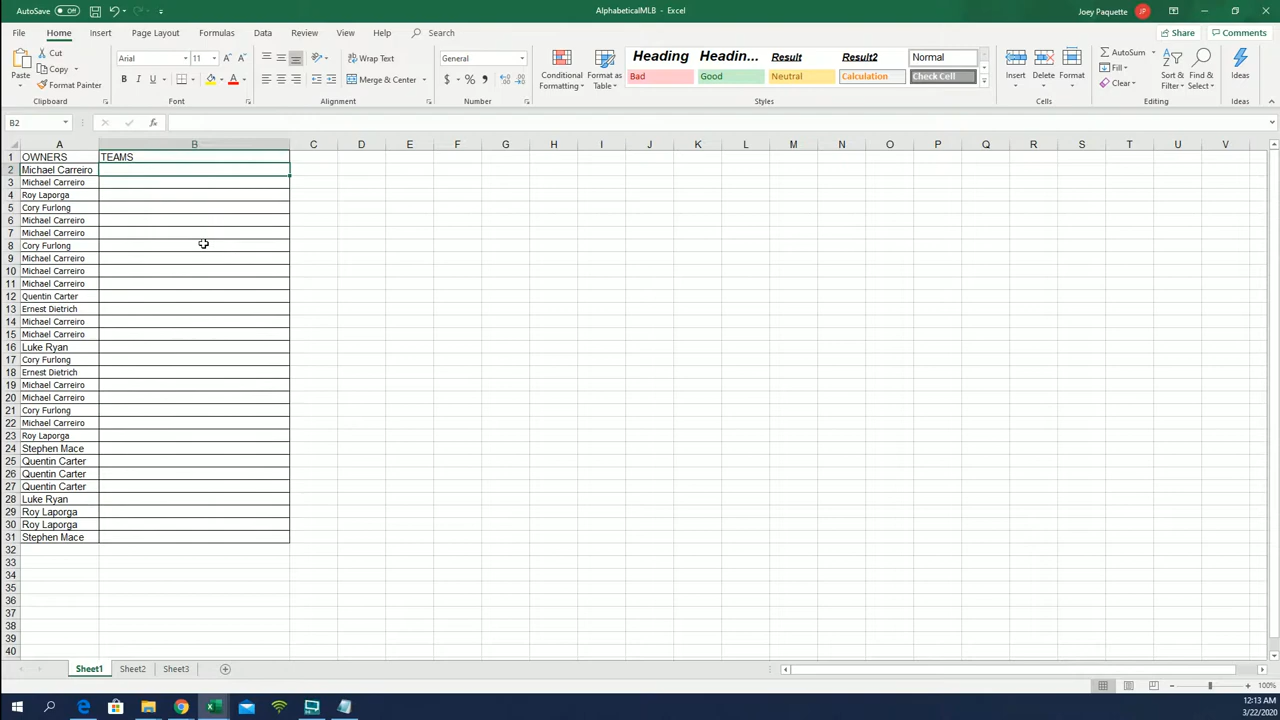 AutoSave Off
AlphabeticalMLB - Excel
Joey Paquette JP
File Home Insert Page Layout Formulas Data Review View Help Search
Share Comments
Paste Cut Copy Format Painter Clipboard
Arial 11 A A B I U A Font
Wrap Text Merge & Center Alignment
General $ % , Number
Conditional Formatting Format as Table
Heading Headin... Result Result2 Normal
Bad Good Neutral Calculation Check Cell
Styles
Insert Delete Format Cells
AutoSum Fill Clear Sort & Filter Find & Select Editing
Ideas Ideas
B2 fx
A B C D E F G H I J K L M N O P Q R S T U V
1 OWNERS TEAMS
2 Michael Carreiro
3 Michael Carreiro
4 Roy Laporga
5 Cory Furlong
6 Michael Carreiro
7 Michael Carreiro
8 Cory Furlong
9 Michael Carreiro
10 Michael Carreiro
11 Michael Carreiro
12 Quentin Carter
13 Ernest Dietrich
14 Michael Carreiro
15 Michael Carreiro
16 Luke Ryan
17 Cory Furlong
18 Ernest Dietrich
19 Michael Carreiro
20 Michael Carreiro
21 Cory Furlong
22 Michael Carreiro
23 Roy Laporga
24 Stephen Mace
25 Quentin Carter
26 Quentin Carter
27 Quentin Carter
28 Luke Ryan
29 Roy Laporga
30 Roy Laporga
31 Stephen Mace
32
33
34
35
36
37
38
39
40
Sheet1 Sheet2 Sheet3
100%
12:13 AM
3/22/2020